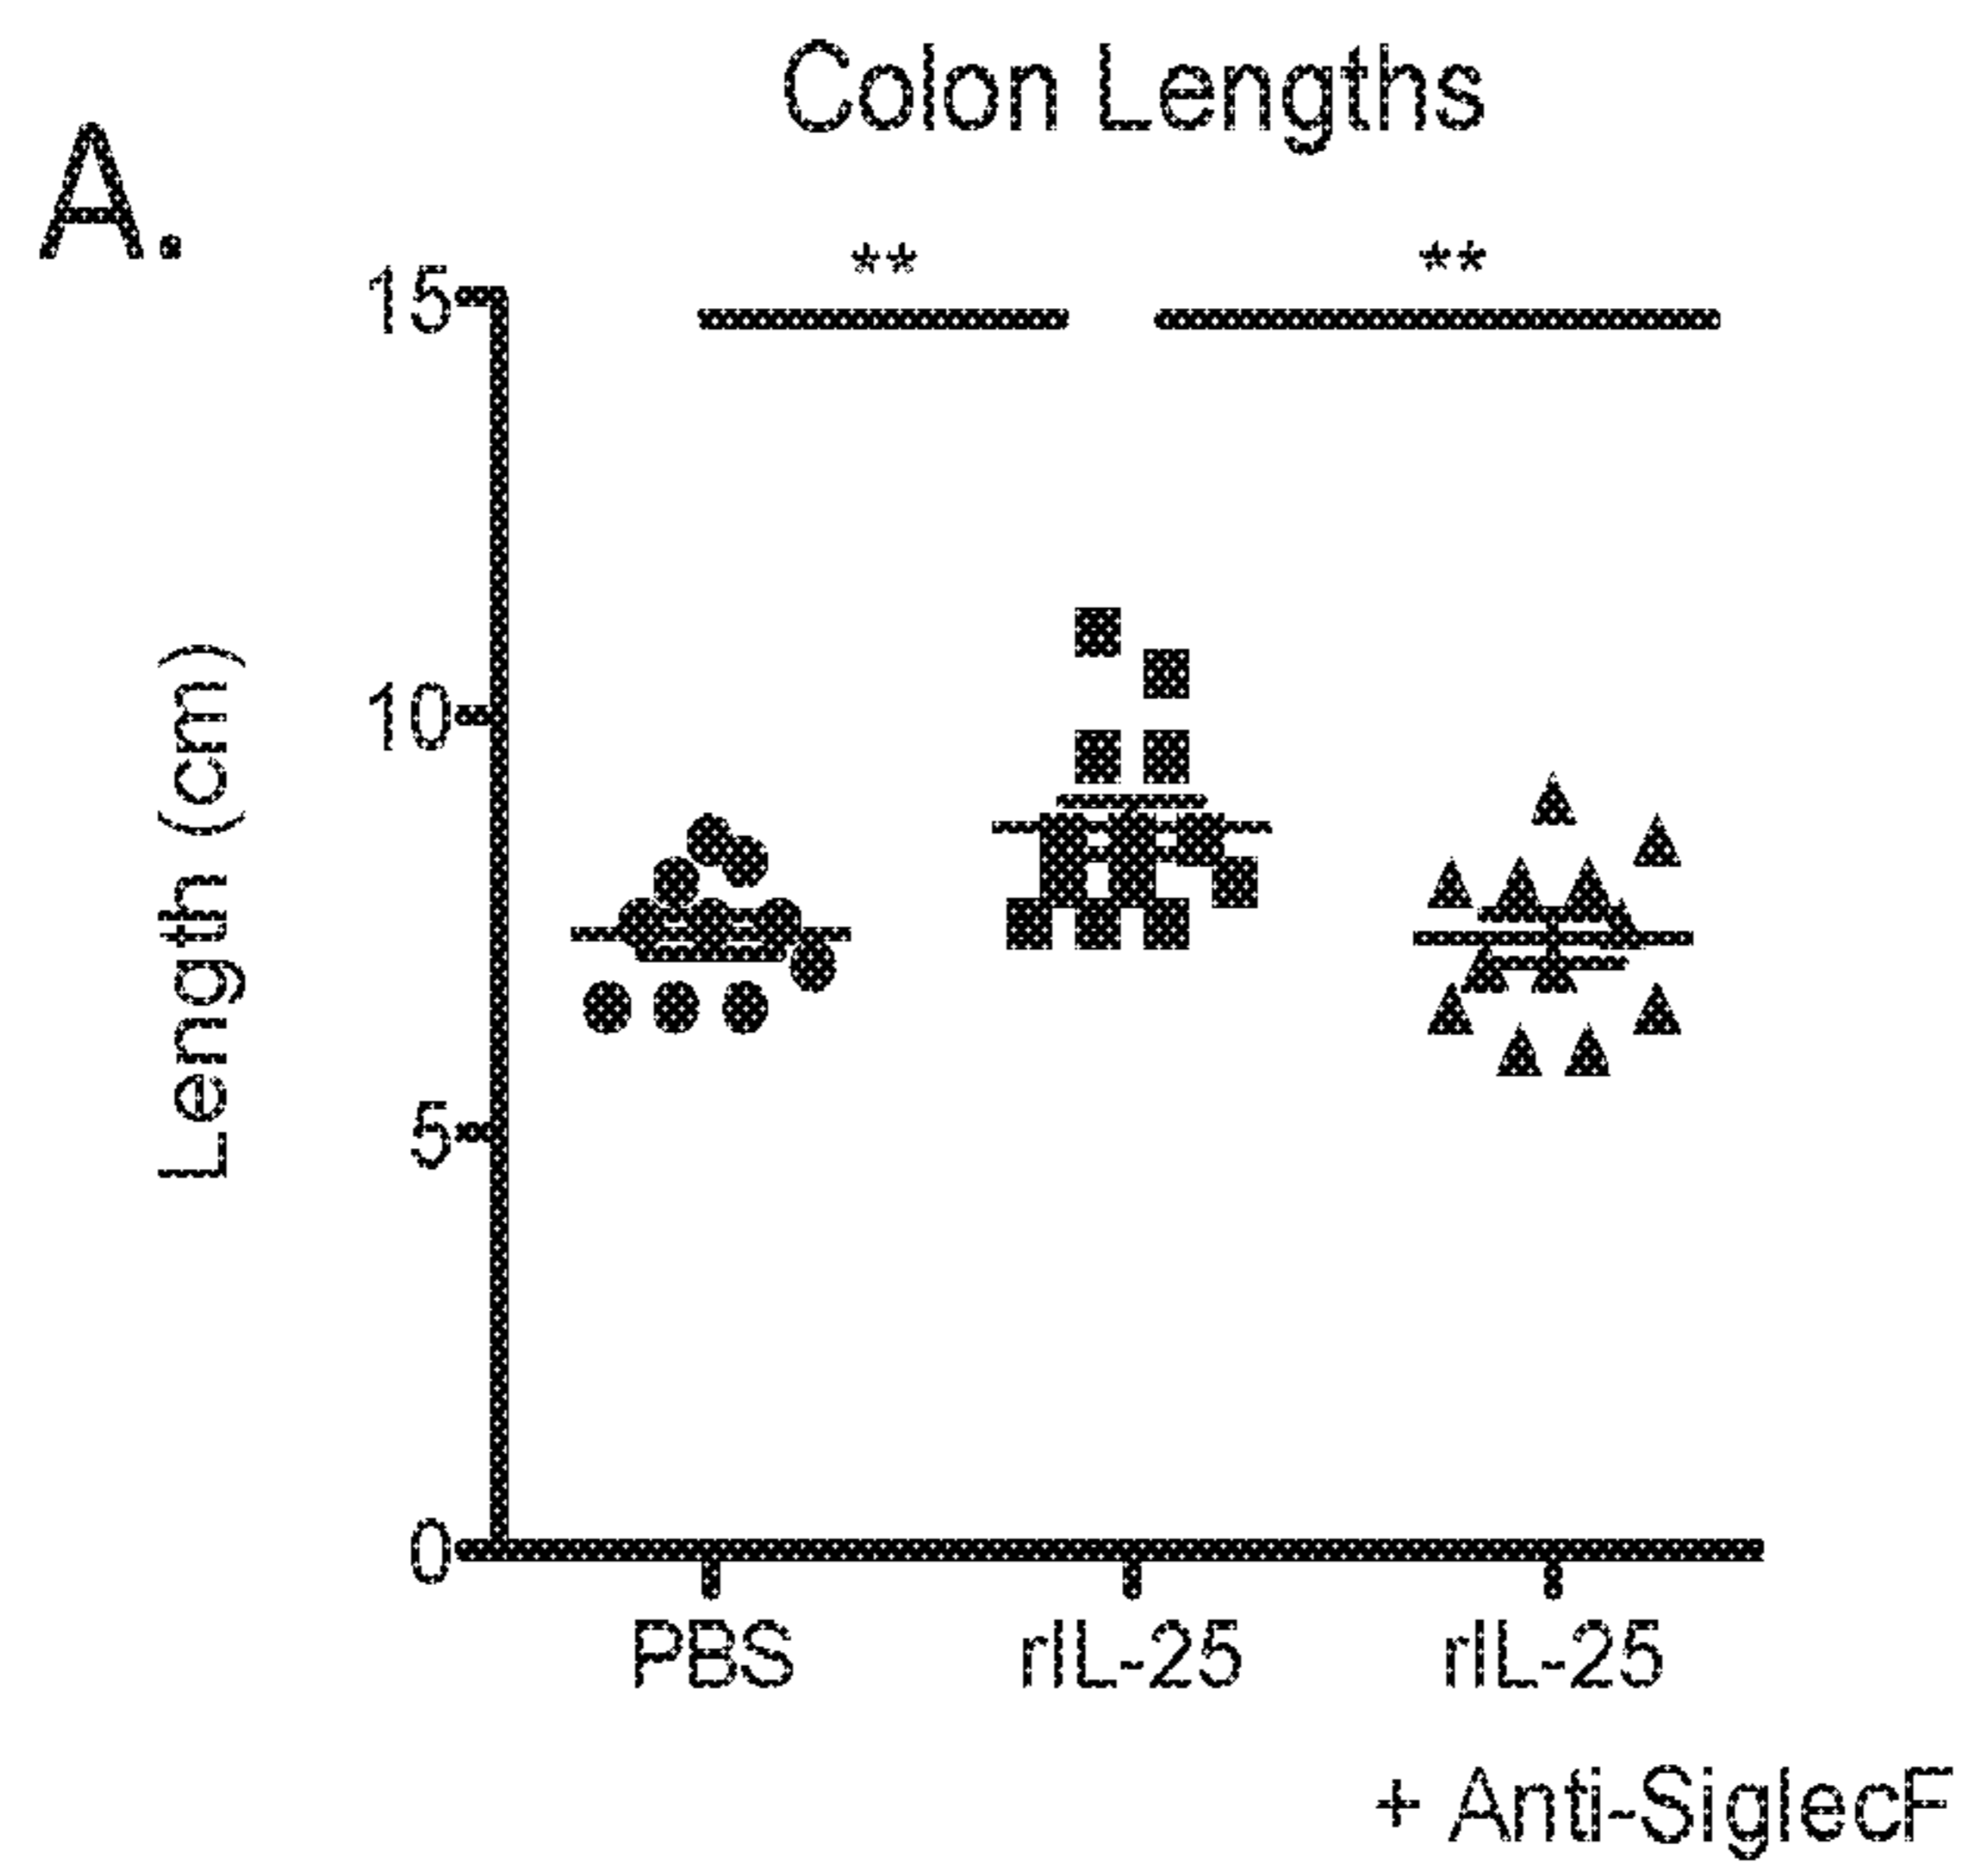 Colon Lengths
A.
** **
15
10
5
0
Length (cm)
PBS rIL-25 rIL-25
+ Anti-SiglecF